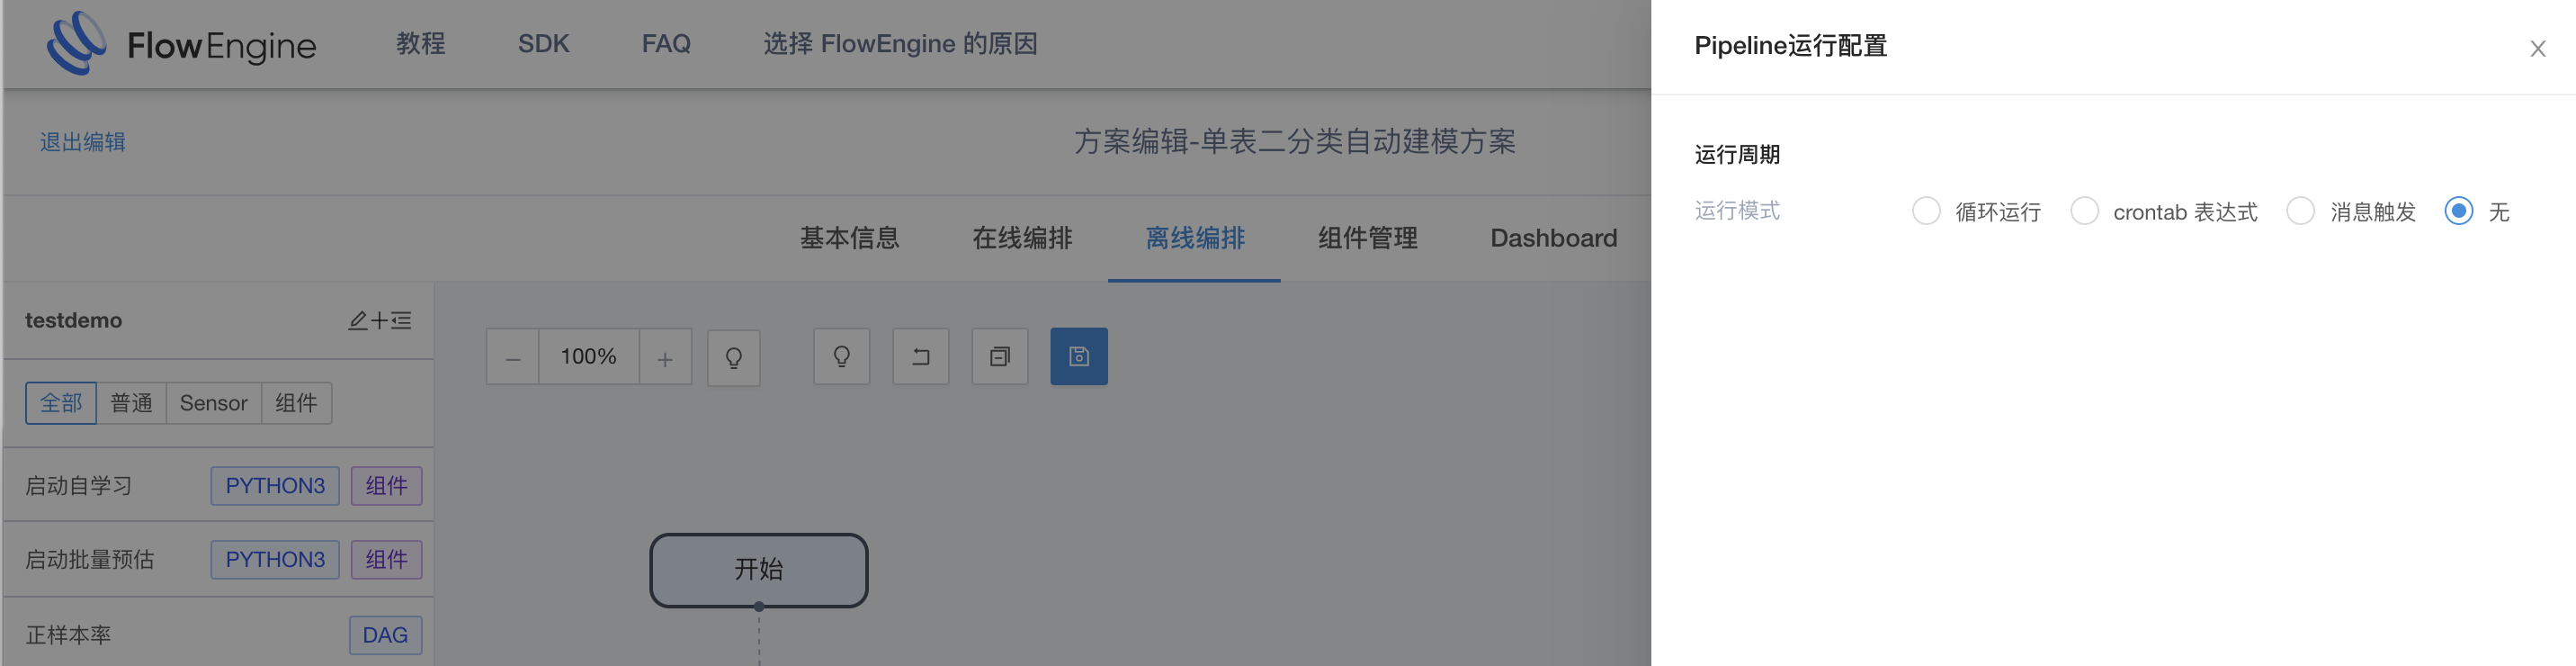 FlowEngine 教程 SDK FAQ 选择 FlowEngine 的原因
退出编辑 方案编辑-单表二分类自动建模方案
基本信息 在线编排 离线编排 组件管理 Dashboard
testdemo
100%
全部 普通 Sensor 组件
启动自学习 PYTHON3 组件
启动批量预估 PYTHON3 组件
正样本率 DAG
开始
Pipeline运行配置
运行周期
运行模式 循环运行 crontab 表达式 消息触发 无